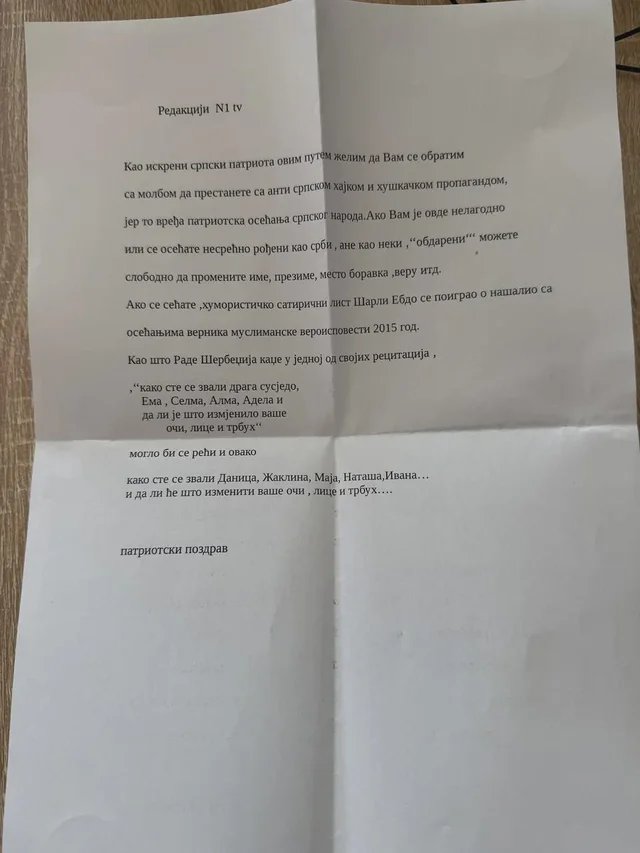 Редакцији N1 tv
Као искрени српски патриота овим путем желим да Вам се обратим
са молбом да престанете са анти српском хајком и хушкачком пропагандом,
јер то вређа патриотска осећања српског народа.Ако Вам је овде нелагодно
или се осећате несрећно рођени као срби , ане као неки ,‘‘обдарени‘‘‘ можете
слободно да промените име, презиме, место боравка ,веру итд.
Ако се сећате ,хумористичко сатирични лист Шарли Ебдо се поиграо о нашалио са
осећањима верника муслиманске вероисповести 2015 год.
Као што Раде Шербеџија каџе у једној од својих рецитација ,
,‘‘како сте се звали драга сусједо,
Ема , Селма, Алма, Адела и
да ли је што измјенило ваше
очи, лице и трбух‘‘
могло би се рећи и овако
како сте се звали Даница, Жаклина, Маја, Наташа,Ивана…
и да ли ће што изменити ваше очи , лице и трбух….
патриотски поздрав